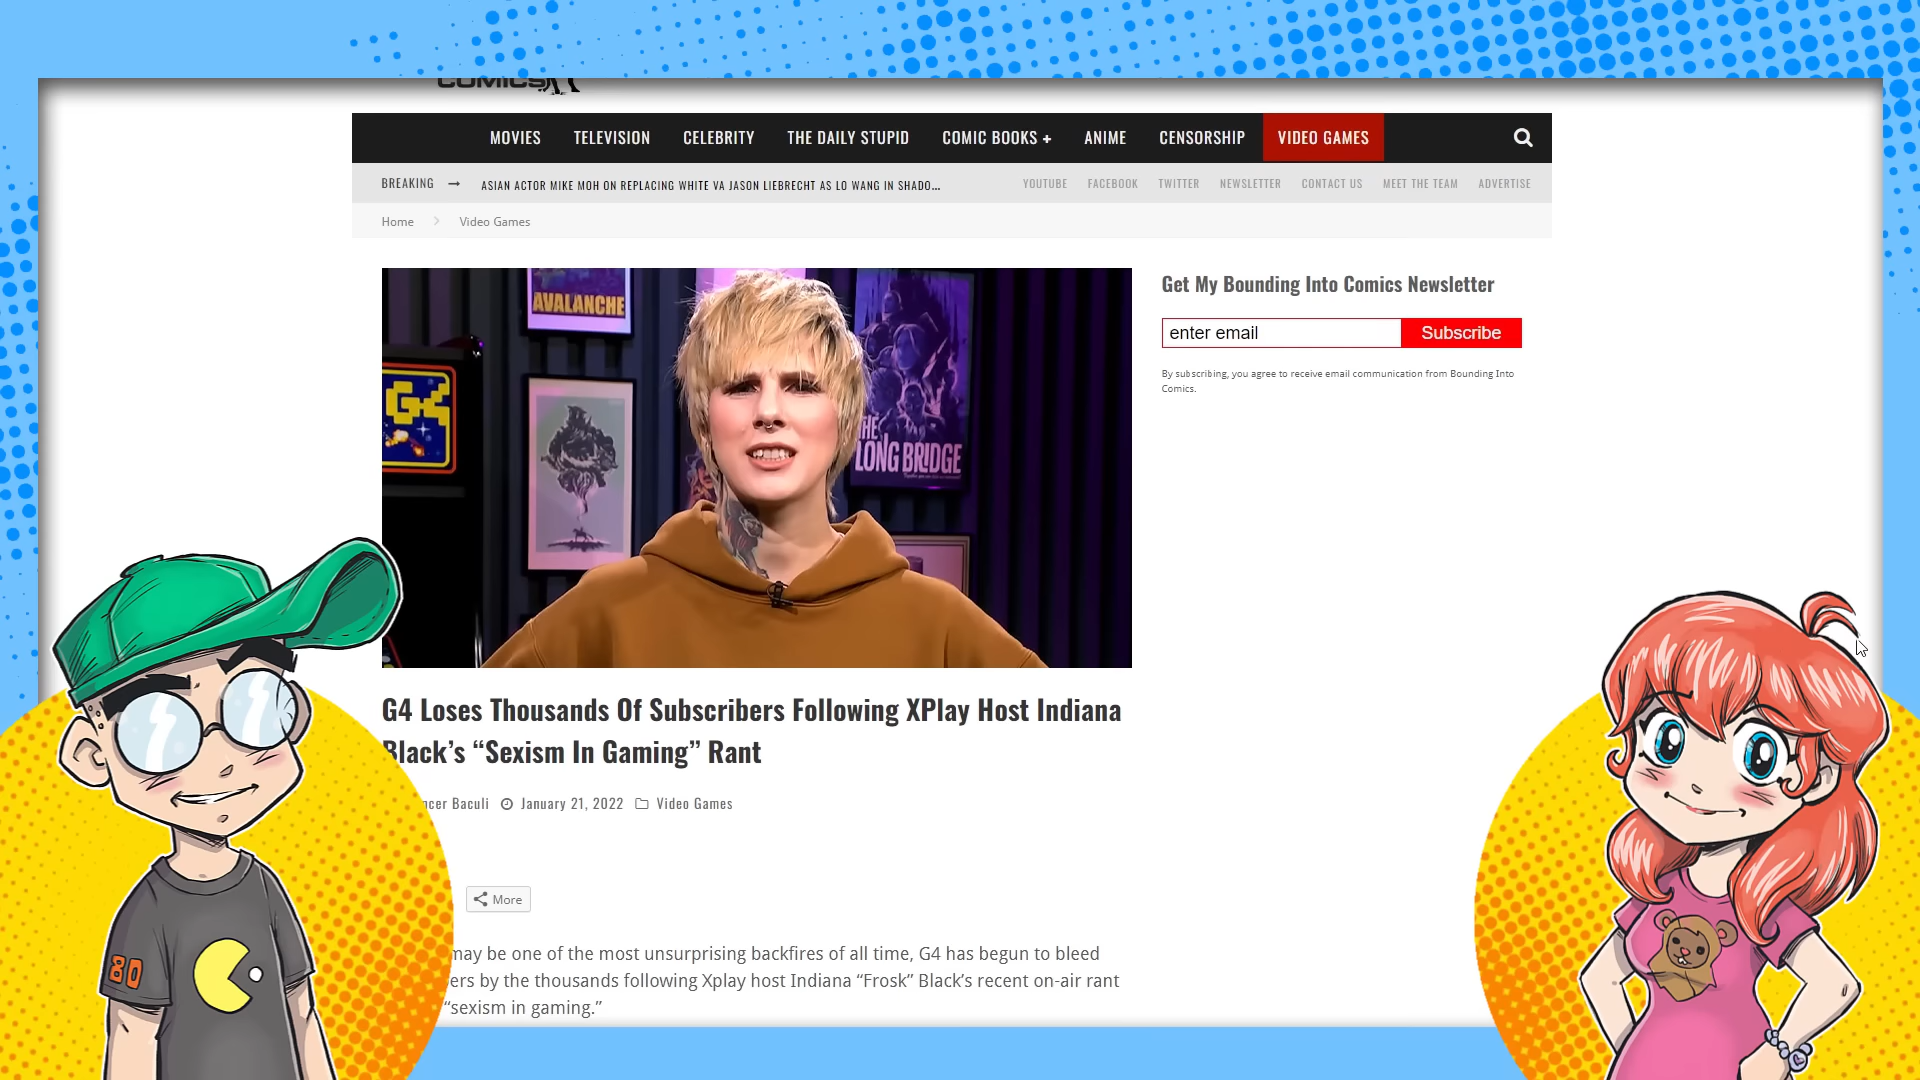 COMICS
MOVIES TELEVISION CELEBRITY THE DAILY STUPID COMIC BOOKS + ANIME CENSORSHIP VIDEO GAMES
BREAKING → ASIAN ACTOR MIKE MOH ON REPLACING WHITE VA JASON LIEBRECHT AS LO WANG IN SHADO... YOUTUBE FACEBOOK TWITTER NEWSLETTER CONTACT US MEET THE TEAM ADVERTISE
Home > Video Games
AVALANCHE
G4
THE
LONG BRIDGE
Get My Bounding Into Comics Newsletter
enter email Subscribe
By subscribing, you agree to receive email communication from Bounding Into
Comics.
G4 Loses Thousands Of Subscribers Following XPlay Host Indiana
Black's “Sexism In Gaming” Rant
ncer Baculi January 21, 2022 Video Games
More
may be one of the most unsurprising backfires of all time, G4 has begun to bleed
ers by the thousands following Xplay host Indiana “Frosk” Black's recent on-air rant
“sexism in gaming.”
80